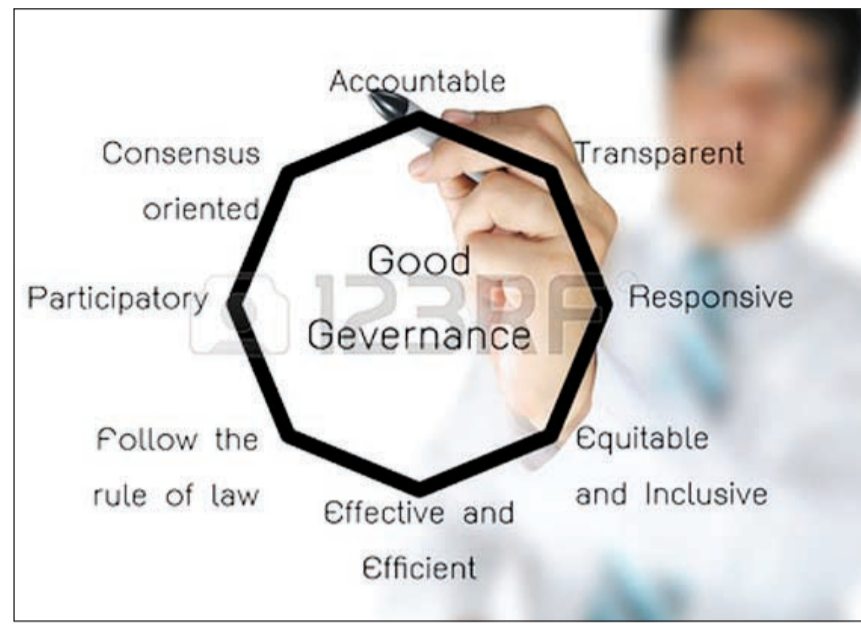 Accountable
Transparent
Responsive
Equitable
and Inclusive
Effective and
Efficient
Follow the
rule of law
Participatory
Consensus
oriented
Good
Gevernance
123RF